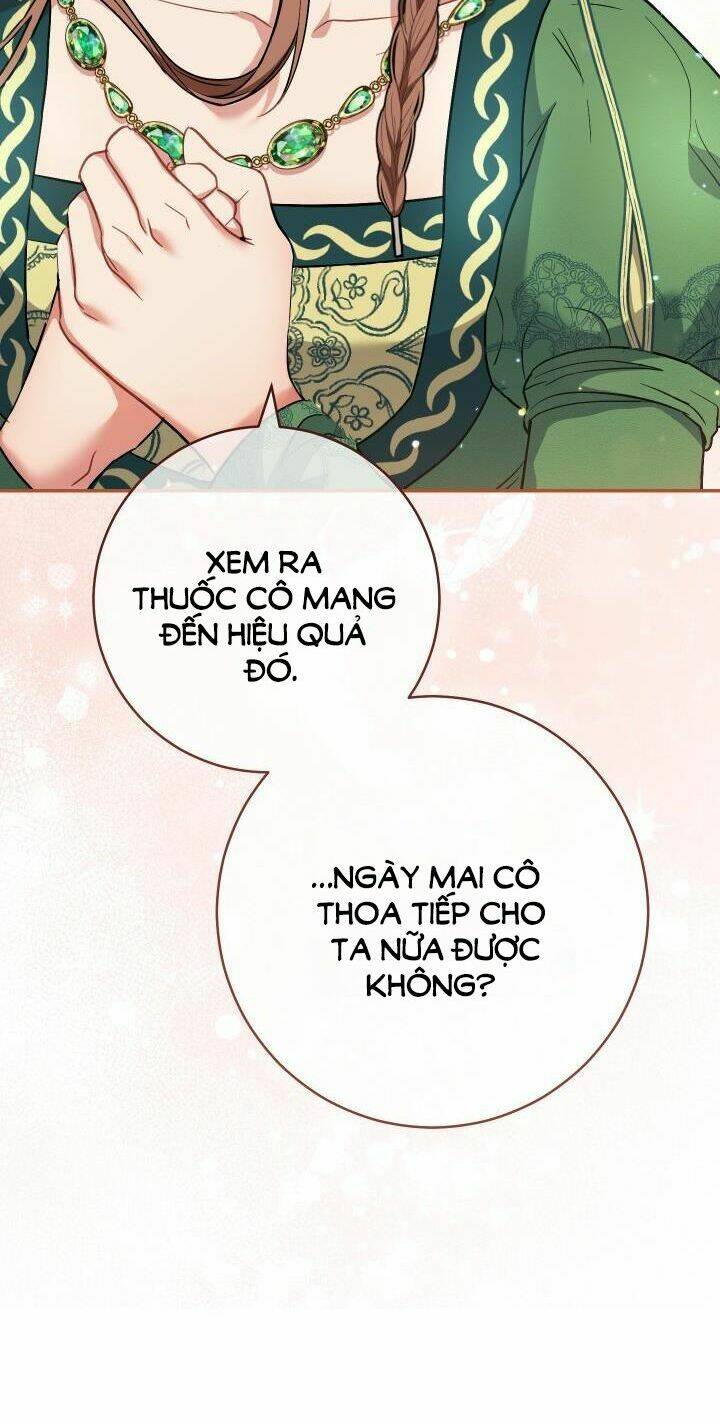 XEM RA
THUỐC CÔ MANG
ĐẾN HIỆU QUẢ
ĐÓ.
...NGÀY MAI CÔ
THOA TIẾP CHO
TA NỮA ĐƯỢC
KHÔNG?